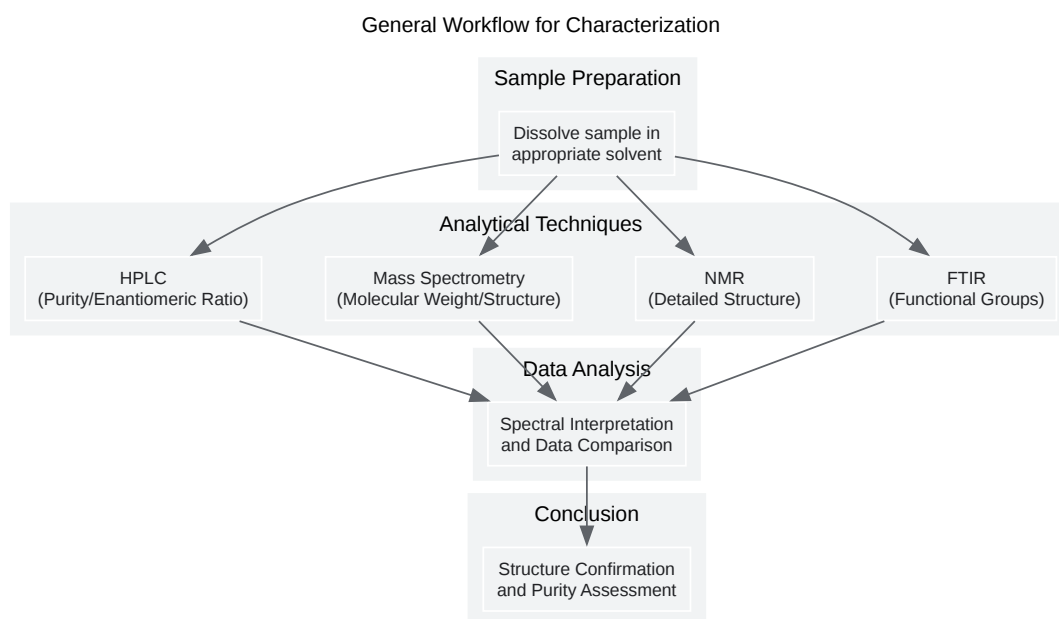 General Workflow for Characterization
Sample Preparation
Dissolve sample in
appropriate solvent
Analytical Techniques
HPLC
(Purity/Enantiomeric Ratio)
Mass Spectrometry
(Molecular Weight/Structure)
NMR
(Detailed Structure)
FTIR
(Functional Groups)
Data Analysis
Spectral Interpretation
and Data Comparison
Conclusion
Structure Confirmation
and Purity Assessment